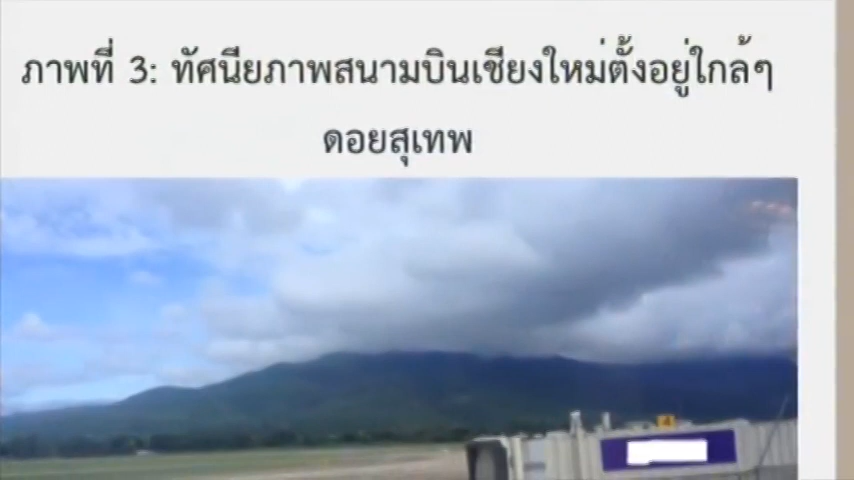 ภาพที่ 3: ทัศนียภาพสนามบินเชียงใหม่ตั้งอยู่ใกล้ๆ
ดอยสุเทพ
4